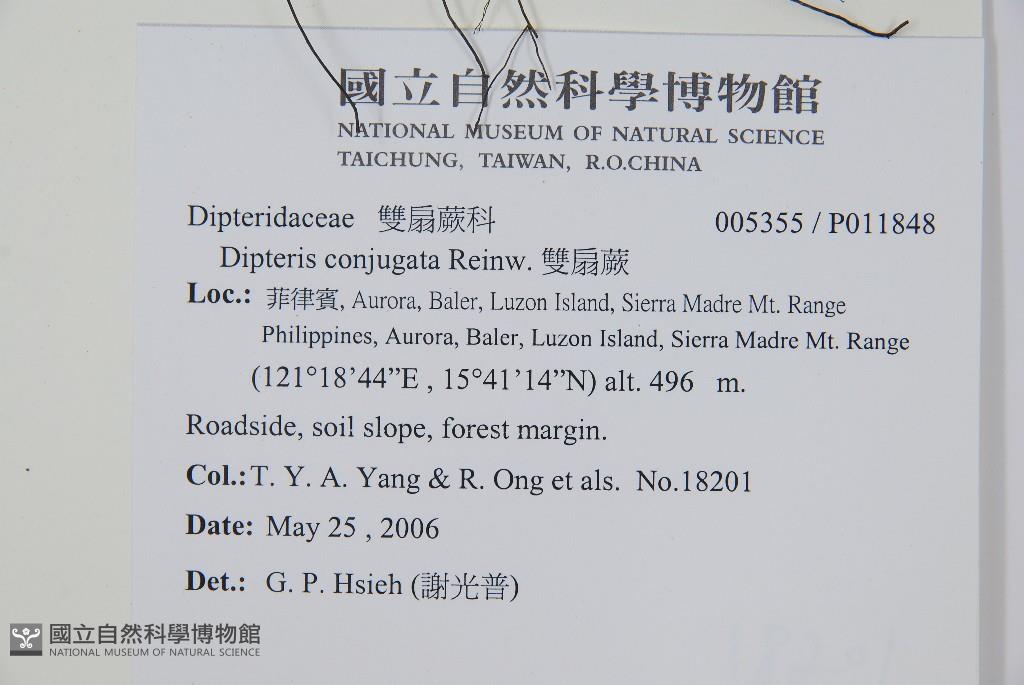 國立自然科學博物館
NATIONAL MUSEUM OF NATURAL SCIENCE
TAICHUNG, TAIWAN, R.O.CHINA
Dipteridaceae 雙扇蕨科 005355 / P011848
Dipteris conjugata Reinw. 雙扇蕨
Loc.: 菲律賓, Aurora, Baler, Luzon Island, Sierra Madre Mt. Range
Philippines, Aurora, Baler, Luzon Island, Sierra Madre Mt. Range
(121°18’44”E , 15°41’14”N) alt. 496 m.
Roadside, soil slope, forest margin.
Col.:T. Y. A. Yang & R. Ong et als. No.18201
Date: May 25 , 2006
Det.: G. P. Hsieh (謝光普)
國立自然科學博物館
NATIONAL MUSEUM OF NATURAL SCIENCE